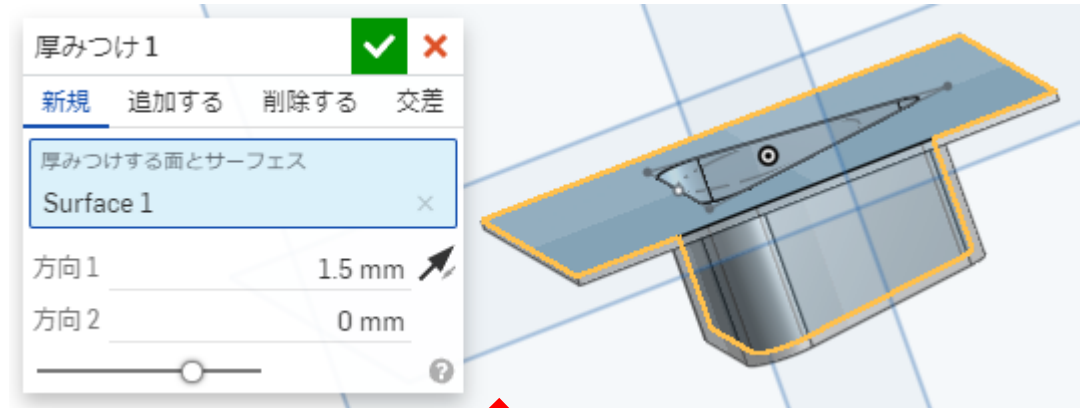 厚みつけ 1
新規 追加する 削除する 交差
厚みつけする面とサーフェス
Surface 1
方向 1 1.5 mm
方向 2 0 mm